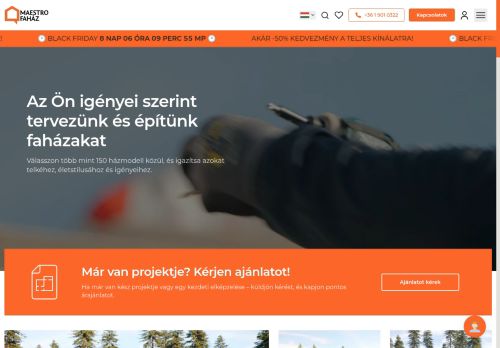 MAESTRO
FAHÁZ
+36 1 901 0322
Kapcsolatok
BLACK FRIDAY 8 NAP 06 ÓRA 09 PERC 55 MP
AKÁR -50% KEDVEZMÉNY A TELJES KÍNÁLATRA!
BLACK FRI
Az Ön igényei szerint
tervezünk és építünk
faházakat
Válasszon több mint 150 házmodell közül, és igazítsa azokat
telkéhez, életstílusához és igényeihez.
Már van projektje? Kérjen ajánlatot!
Ha már van kész projektje vagy egy kezdeti elképzelése – küldjön kérést, és kapjon pontos
árajánlatot.
Ajánlatot kérek